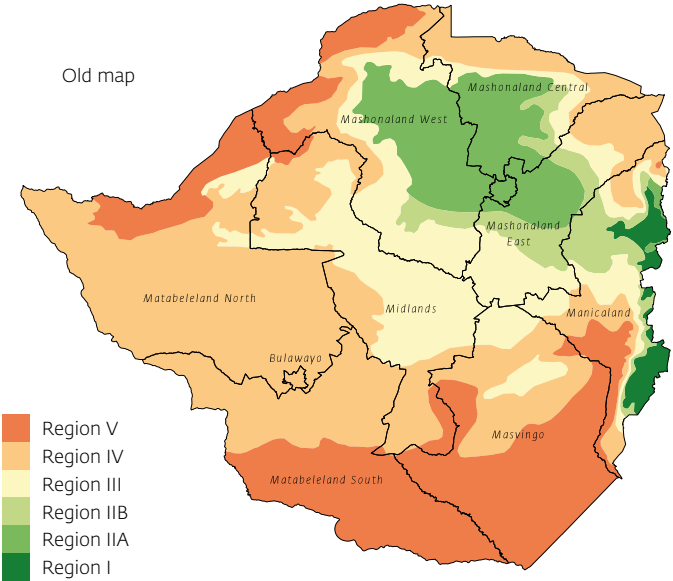 Old map
Mashonaland Central
Mashonaland West
Mashonaland
East
Matabeleland North
Midlands
Manicaland
Bulawayo
Masvingo
Matabeleland South
Region V
Region IV
Region III
Region IIB
Region IIA
Region I